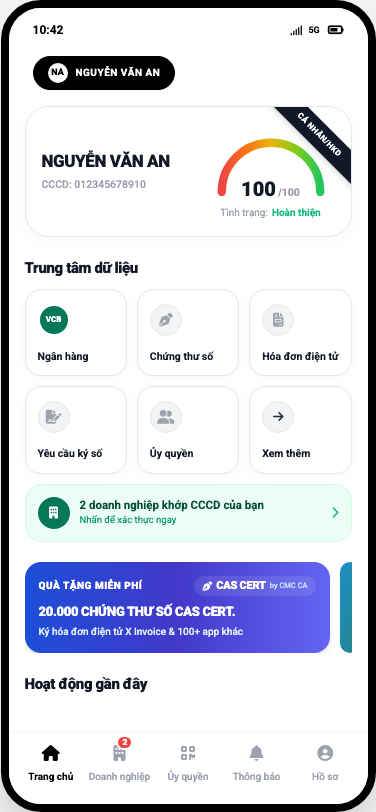 10:42
5G
NA NGUYỄN VĂN AN
CÁ NHÂN/HKD
NGUYỄN VĂN AN
CCCD: 012345678910
100 /100
Tình trạng: Hoàn thiện
Trung tâm dữ liệu
VCB
Ngân hàng
Chứng thư số
Hóa đơn điện tử
Yêu cầu ký số
Ủy quyền
Xem thêm
2 doanh nghiệp khớp CCCD của bạn
Nhấn để xác thực ngay
QUÀ TẶNG MIỄN PHÍ
CAS CERT by CMC CA
20.000 CHỨNG THƯ SỐ CAS CERT.
Ký hóa đơn điện tử X Invoice & 100+ app khác
Hoạt động gần đây
2
Trang chủ
Doanh nghiệp
Ủy quyền
Thông báo
Hồ sơ